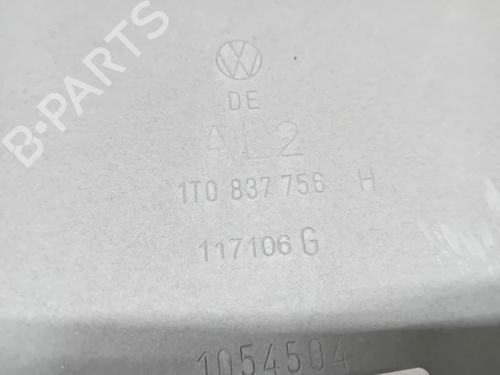 B-PARTS
DE
AL2
1T0 837 756 H
117106 G
1054504